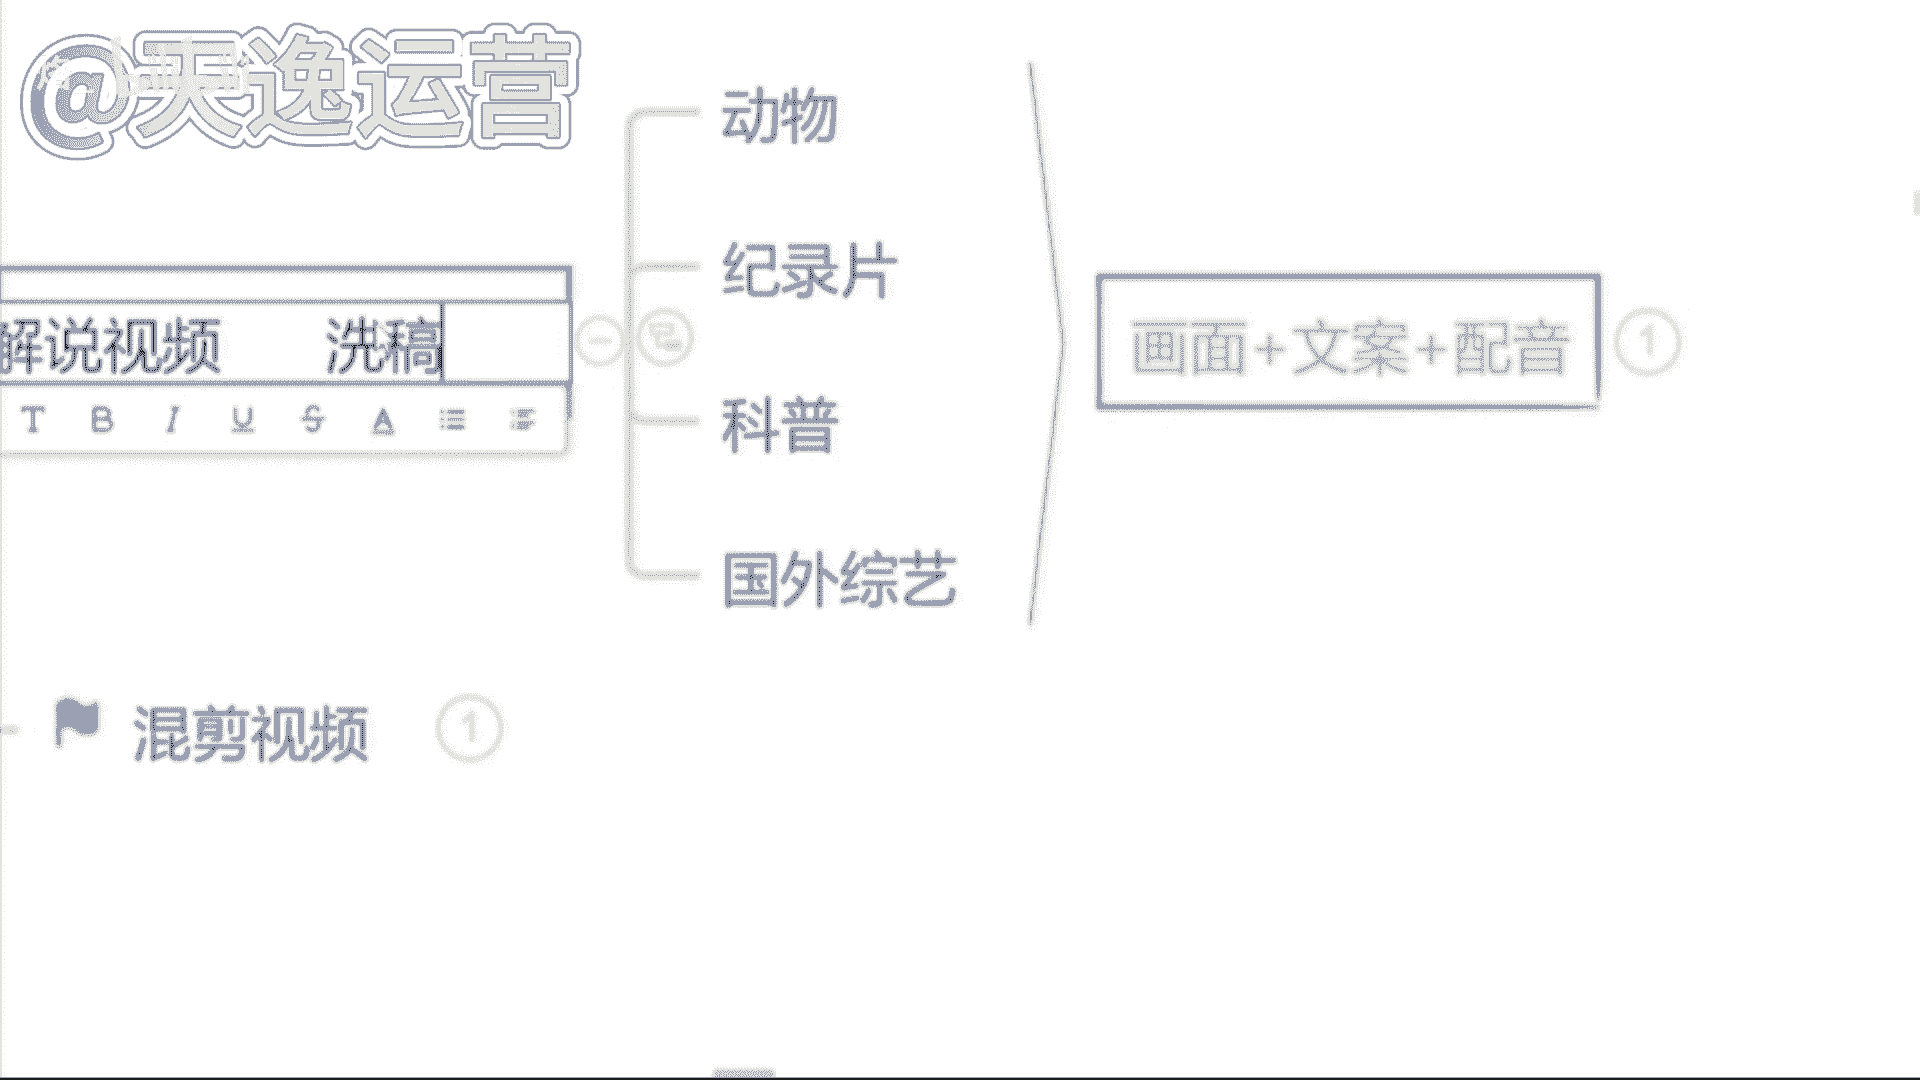 @天逸运营
动物
纪录片
解说视频 洗稿
画面+文案+配音
1
T B I U S A
科普
国外综艺
混剪视频
1